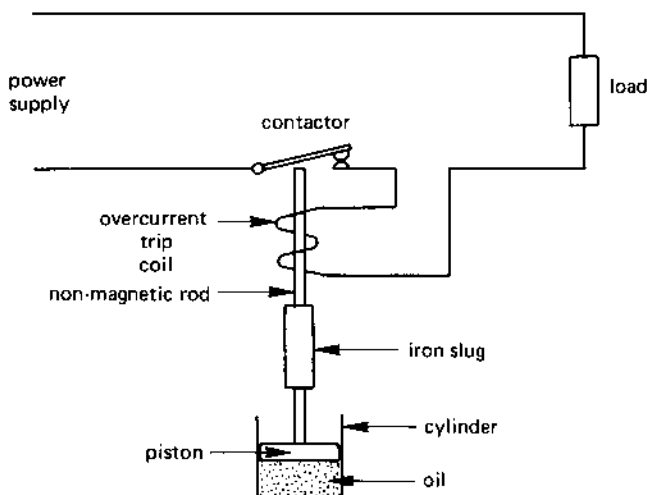 power
supply
load
contactor
overcurrent
trip
coil
non-magnetic rod
iron slug
cylinder
piston
oil